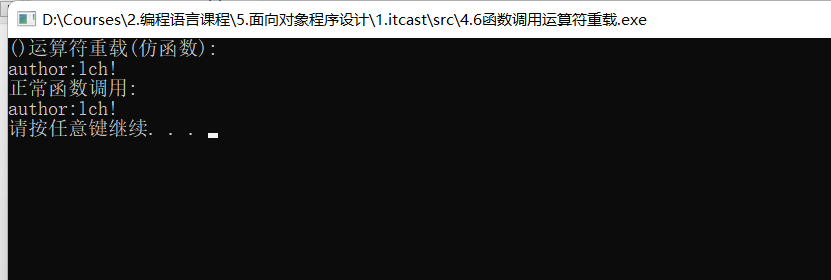 D:\Courses\2.编程语言课程\5.面向对象程序设计\1.itcast\src\4.6函数调用运算符重载.exe
()运算符重载(仿函数):
author:lch!
正常函数调用:
author:lch!
请按任意键继续. . .